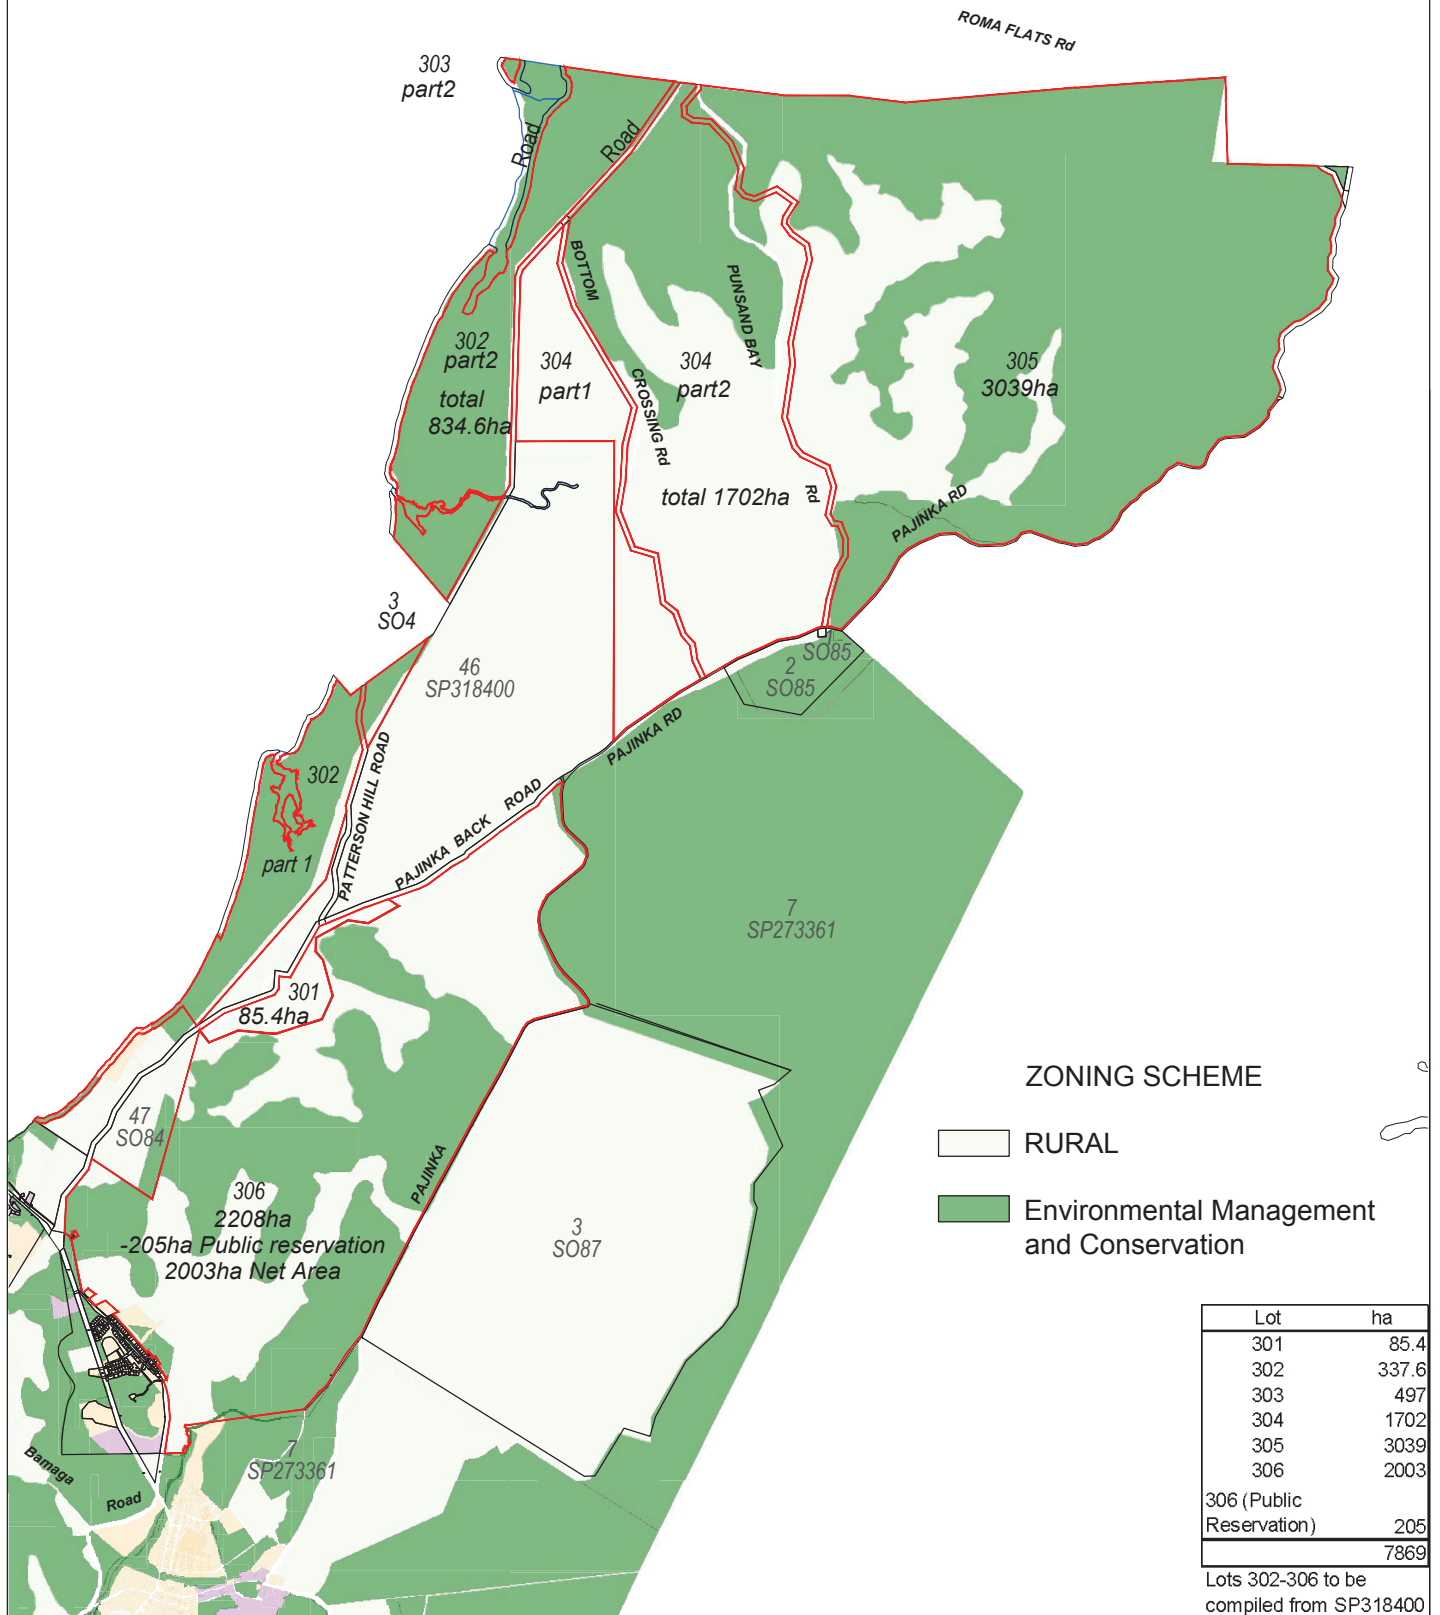 ROMA FLATS Rd
303
part2
Road
Road
BOTTOM
PUNSAND BAY
302
part2
total
834.6ha
304
part1
304
part2
305
3039ha
CROSSING Rd
total 1702ha
Rd
PAJINKA RD
3
SO4
SO85
2
SO85
46
SP318400
PAJINKA RD
302
PATTERSON HILL ROAD
PAJINKA BACK ROAD
part 1
7
SP273361
301
85.4ha
ZONING SCHEME
47
SO84
RURAL
PAJINKA
306
2208ha
-205ha Public reservation
2003ha Net Area
3
SO87
Environmental Management
and Conservation
Lot ha
301 85.4
302 337.6
303 497
304 1702
305 3039
306 2003
306 (Public
Reservation) 205
7869
Lots 302-306 to be
compiled from SP318400
7
SP273361
Bamaga
Road